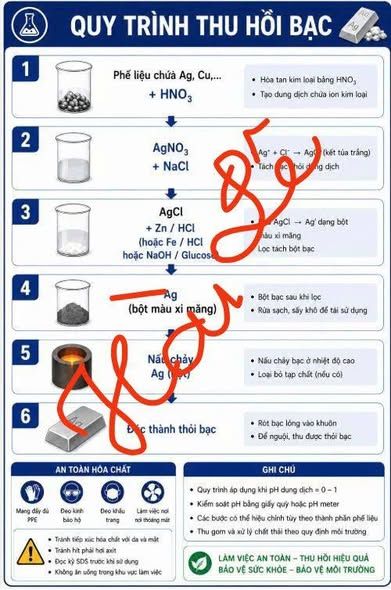 QUY TRÌNH THU HỒI BẠC
Ag
1
Phế liệu chứa Ag, Cu,...
+ HNO₃
• Hòa tan kim loại bằng HNO₃
• Tạo dung dịch chứa ion kim loại
2
AgNO₃
+ NaCl
Ag⁺ + Cl⁻ → (kết tủa trắng)
• Tách dịch
3
AgCl
+ Zn / HCl
(hoặc Fe / HCl
hoặc NaOH / Glucose
AgCl → Ag dạng bột
màu xi măng
• Lọc tách bột bạc
4
Ag
(bột màu xi măng)
• Bột bạc sau khi lọc
• Rửa sạch, sấy khô để tái sử dụng
5
Nấu chảy
Ag
• Nấu chảy bạc ở nhiệt độ cao
• Loại bỏ tạp chất (nếu có)
6
Ag
thành thỏi bạc
• Rót bạc lỏng vào khuôn
• Để nguội, thu được thỏi bạc
AN TOÀN HÓA CHẤT
Mang đầy đủ PPE
Đeo kính bảo hộ
Đeo khẩu trang
Làm việc nơi nơi thoáng mát
• Tránh tiếp xúc hóa chất với da và mắt
• Tránh hít phải hơi axit
• Đọc kỹ SDS trước khi sử dụng
• Không ăn uống trong khu vực làm việc
GHI CHÚ
• Quy trình áp dụng khi pH dung dịch = 0 – 1
• Kiểm soát pH bằng giấy quỳ hoặc pH meter
• Các bước có thể hiệu chỉnh tùy theo thành phần phế liệu
• Thu gom và xử lý chất thải theo quy định môi trường
LÀM VIỆC AN TOÀN – THU HỒI HIỆU QUẢ
BẢO VỆ SỨC KHỎE – BẢO VỆ MÔI TRƯỜNG